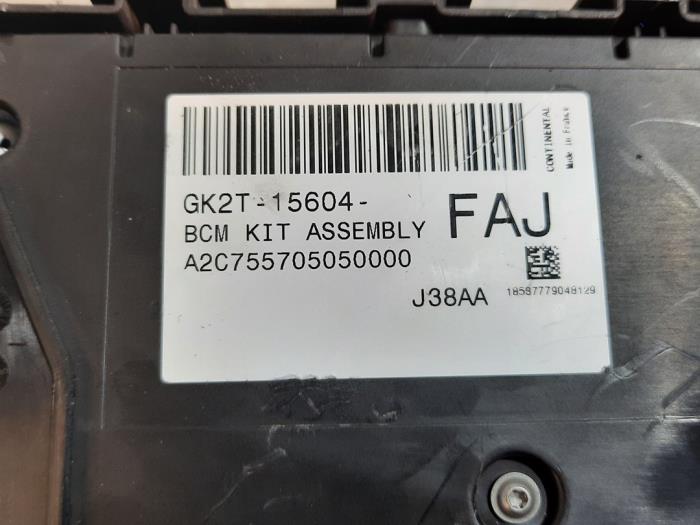 GK2T-15604-
BCM KIT ASSEMBLY
FAJ
A2C755705050000
J38AA
18587779048129
CONTINENTAL
Made in France